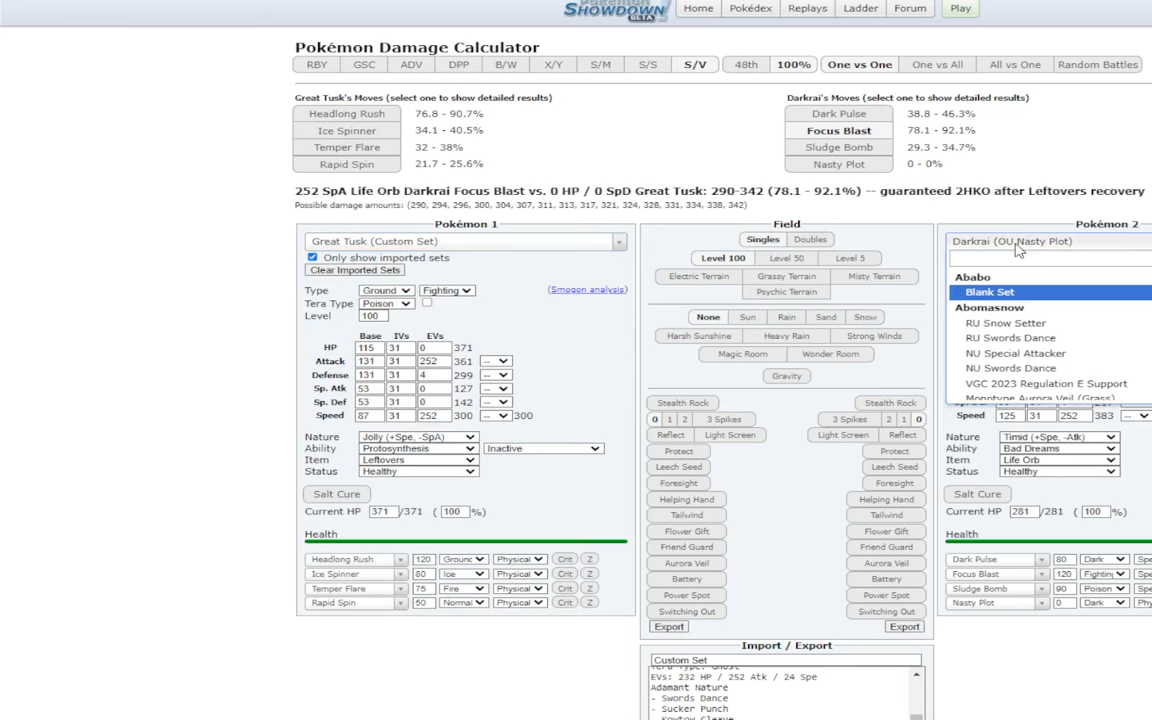 Pokémon
SHOWDOWN
BETA
Home Pokédex Replays Ladder Forum Play
Pokémon Damage Calculator
RBY GSC ADV DPP B/W X/Y S/M S/S S/V 48th 100% One vs One One vs All All vs One Random Battles
Great Tusk's Moves (select one to show detailed results)
Headlong Rush 76.8 - 90.7%
Ice Spinner 34.1 - 40.5%
Temper Flare 32 - 38%
Rapid Spin 21.7 - 25.6%
Darkrai's Moves (select one to show detailed results)
Dark Pulse 38.8 - 46.3%
Focus Blast 78.1 - 92.1%
Sludge Bomb 29.3 - 34.7%
Nasty Plot 0 - 0%
252 SpA Life Orb Darkrai Focus Blast vs. 0 HP / 0 SpD Great Tusk: 290-342 (78.1 - 92.1%) -- guaranteed 2HKO after Leftovers recovery
Possible damage amounts: (290, 294, 296, 300, 304, 307, 311, 313, 317, 321, 324, 328, 331, 334, 338, 342)
Pokémon 1
Great Tusk (Custom Set)
Only show imported sets
Clear Imported Sets
Type Ground Fighting (Smogon analysis)
Tera Type Poison
Level 100
Base IVs EVs
HP 115 31 0 371
Attack 131 31 252 361 --
Defense 131 31 4 299 --
Sp. Atk 53 31 0 127 --
Sp. Def 53 31 0 142 --
Speed 87 31 252 300 -- 300
Nature Jolly (+Spe, -SpA)
Ability Protosynthesis Inactive
Item Leftovers
Status Healthy
Salt Cure
Current HP 371 /371 ( 100 %)
Health
Headlong Rush 120 Ground Physical Crit Z
Ice Spinner 80 Ice Physical Crit Z
Temper Flare 75 Fire Physical Crit Z
Rapid Spin 50 Normal Physical Crit Z
Field
Singles Doubles
Level 100 Level 50 Level 5
Electric Terrain Grassy Terrain Misty Terrain
Psychic Terrain
None Sun Rain Sand Snow
Harsh Sunshine Heavy Rain Strong Winds
Magic Room Wonder Room
Gravity
Stealth Rock Stealth Rock
0 1 2 3 Spikes 3 Spikes 2 1 0
Reflect Light Screen Light Screen Reflect
Protect Protect
Leech Seed Leech Seed
Foresight Foresight
Helping Hand Helping Hand
Tailwind Tailwind
Flower Gift Flower Gift
Friend Guard Friend Guard
Aurora Veil Aurora Veil
Battery Battery
Power Spot Power Spot
Switching Out Switching Out
Export Export
Import / Export
Custom Set
Tera Type: Ghost
EVs: 232 HP / 252 Atk / 24 Spe
Adamant Nature
- Swords Dance
- Sucker Punch
- Kowtow Cleave
Pokémon 2
Darkrai (OU Nasty Plot)
Ababo
Blank Set
Abomasnow
RU Snow Setter
RU Swords Dance
NU Special Attacker
NU Swords Dance
VGC 2023 Regulation E Support
Monotype Aurora Veil (Grass)
Speed 125 31 252 383 --
Nature Timid (+Spe, -Atk)
Ability Bad Dreams
Item Life Orb
Status Healthy
Salt Cure
Current HP 281 /281 ( 100 %)
Health
Dark Pulse 80 Dark Spe
Focus Blast 120 Fighting Spe
Sludge Bomb 90 Poison Spe
Nasty Plot 0 Dark Phy